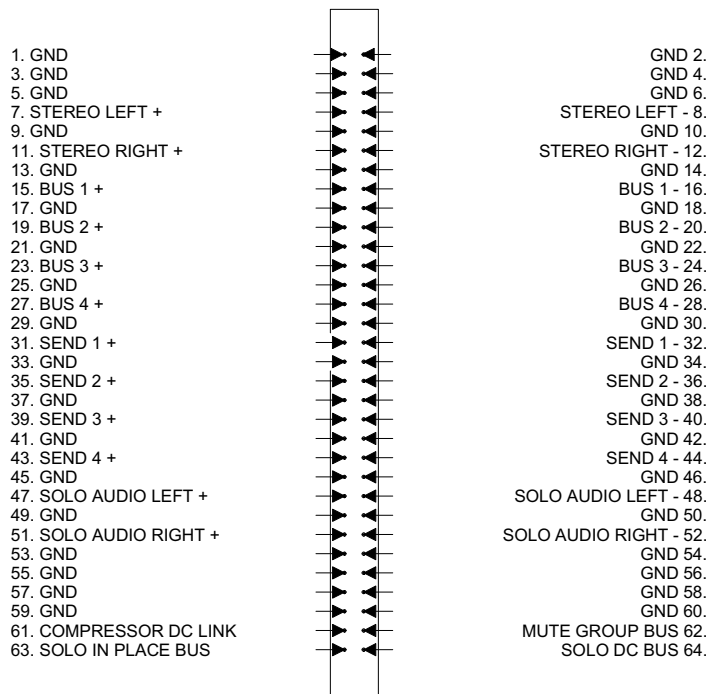 1. GND GND 2.
3. GND GND 4.
5. GND GND 6.
7. STEREO LEFT + STEREO LEFT - 8.
9. GND GND 10.
11. STEREO RIGHT + STEREO RIGHT - 12.
13. GND GND 14.
15. BUS 1 + BUS 1 - 16.
17. GND GND 18.
19. BUS 2 + BUS 2 - 20.
21. GND GND 22.
23. BUS 3 + BUS 3 - 24.
25. GND GND 26.
27. BUS 4 + BUS 4 - 28.
29. GND GND 30.
31. SEND 1 + SEND 1 - 32.
33. GND GND 34.
35. SEND 2 + SEND 2 - 36.
37. GND GND 38.
39. SEND 3 + SEND 3 - 40.
41. GND GND 42.
43. SEND 4 + SEND 4 - 44.
45. GND GND 46.
47. SOLO AUDIO LEFT + SOLO AUDIO LEFT - 48.
49. GND GND 50.
51. SOLO AUDIO RIGHT + SOLO AUDIO RIGHT - 52.
53. GND GND 54.
55. GND GND 56.
57. GND GND 58.
59. GND GND 60.
61. COMPRESSOR DC LINK MUTE GROUP BUS 62.
63. SOLO IN PLACE BUS SOLO DC BUS 64.